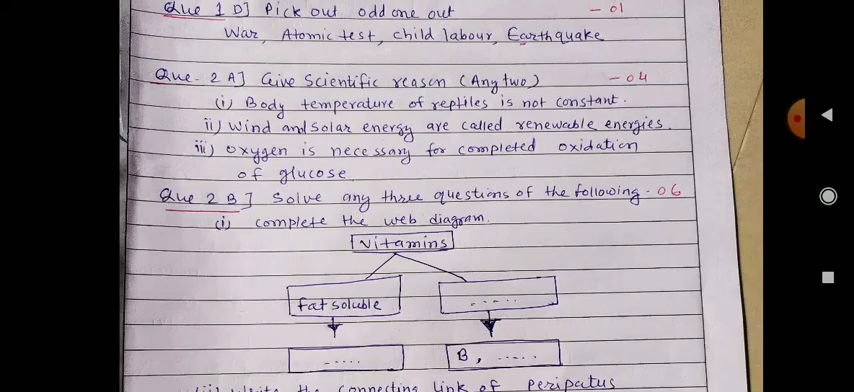 Que 1 D] Pick out odd one out - 01
War, Atomic test, child labour, Earthquake
Que. 2 A] Give Scientific reason (Any two) - 04
(i) Body temperature of reptiles is not constant.
ii) Wind and solar energy are called renewable energies.
iii) Oxygen is necessary for completed oxidation
of glucose.
Que 2 B] Solve any three questions of the following. - 06
(i) complete the web diagram.
Vitamins
Fat soluble .....
..... B, .....
the connecting link of peripatus